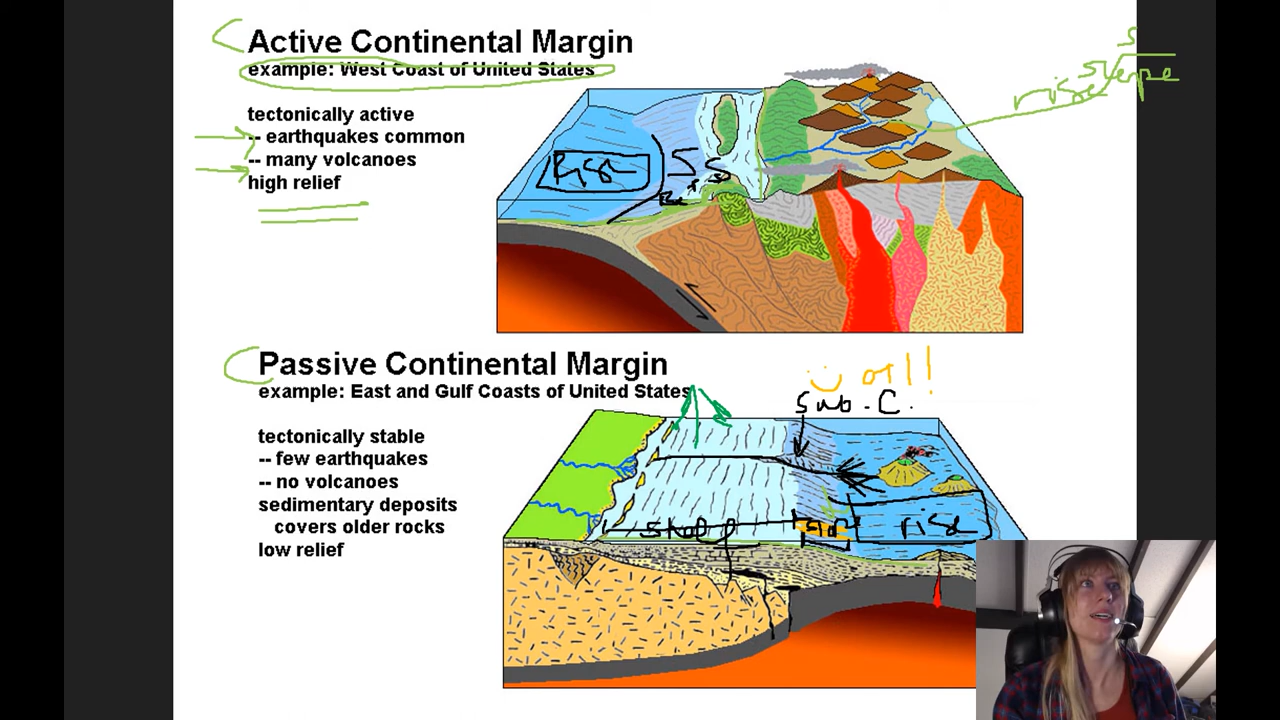 Active Continental Margin
example: West Coast of United States
tectonically active
-- earthquakes common
-- many volcanoes
high relief
rise
Rise
S
S
Passive Continental Margin
example: East and Gulf Coasts of United States
oil!
Sub. C.
tectonically stable
-- few earthquakes
-- no volcanoes
sedimentary deposits
covers older rocks
low relief
shelf
rise